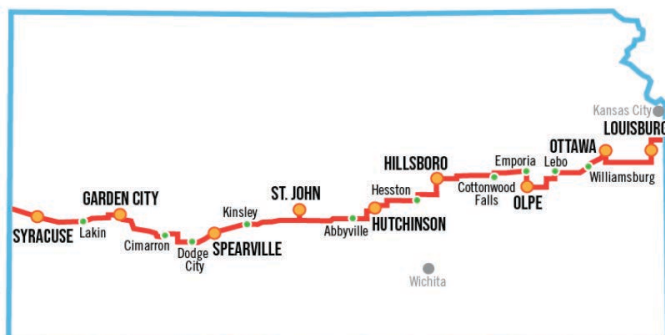 Kansas City
LOUISBURG
OTTAWA
Emporia
Lebo
Williamsburg
HILLSBORO
Cottonwood
Falls
OLPE
Hesston
ST. JOHN
HUTCHINSON
Abbyville
GARDEN CITY
Kinsley
SYRACUSE
Lakin
Cimarron
Dodge
City
SPEARVILLE
Wichita